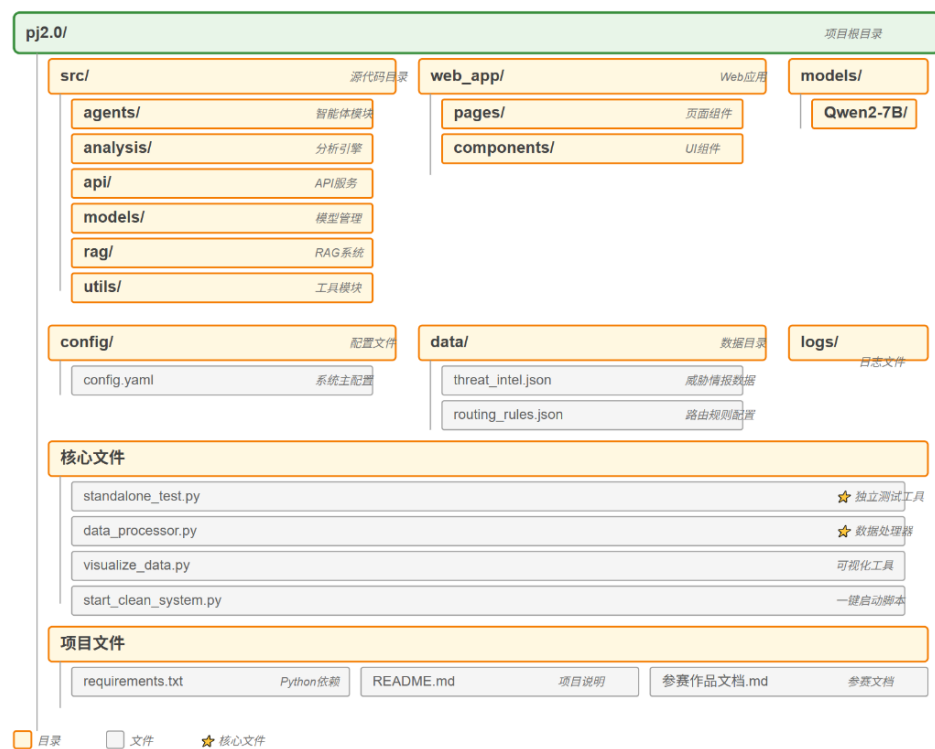 pj2.0/ 项目根目录
src/ 源代码目录
agents/ 智能体模块
analysis/ 分析引擎
api/ API服务
models/ 模型管理
rag/ RAG系统
utils/ 工具模块
web_app/ Web应用
pages/ 页面组件
components/ UI组件
models/
Qwen2-7B/
config/ 配置文件
config.yaml 系统主配置
data/ 数据目录
threat_intel.json 威胁情报数据
routing_rules.json 路由规则配置
logs/
日志文件
核心文件
standalone_test.py 独立测试工具
data_processor.py 数据处理器
visualize_data.py 可视化工具
start_clean_system.py 一键启动脚本
项目文件
requirements.txt Python依赖
README.md 项目说明
参赛作品文档.md 参赛文档
目录 文件 核心文件